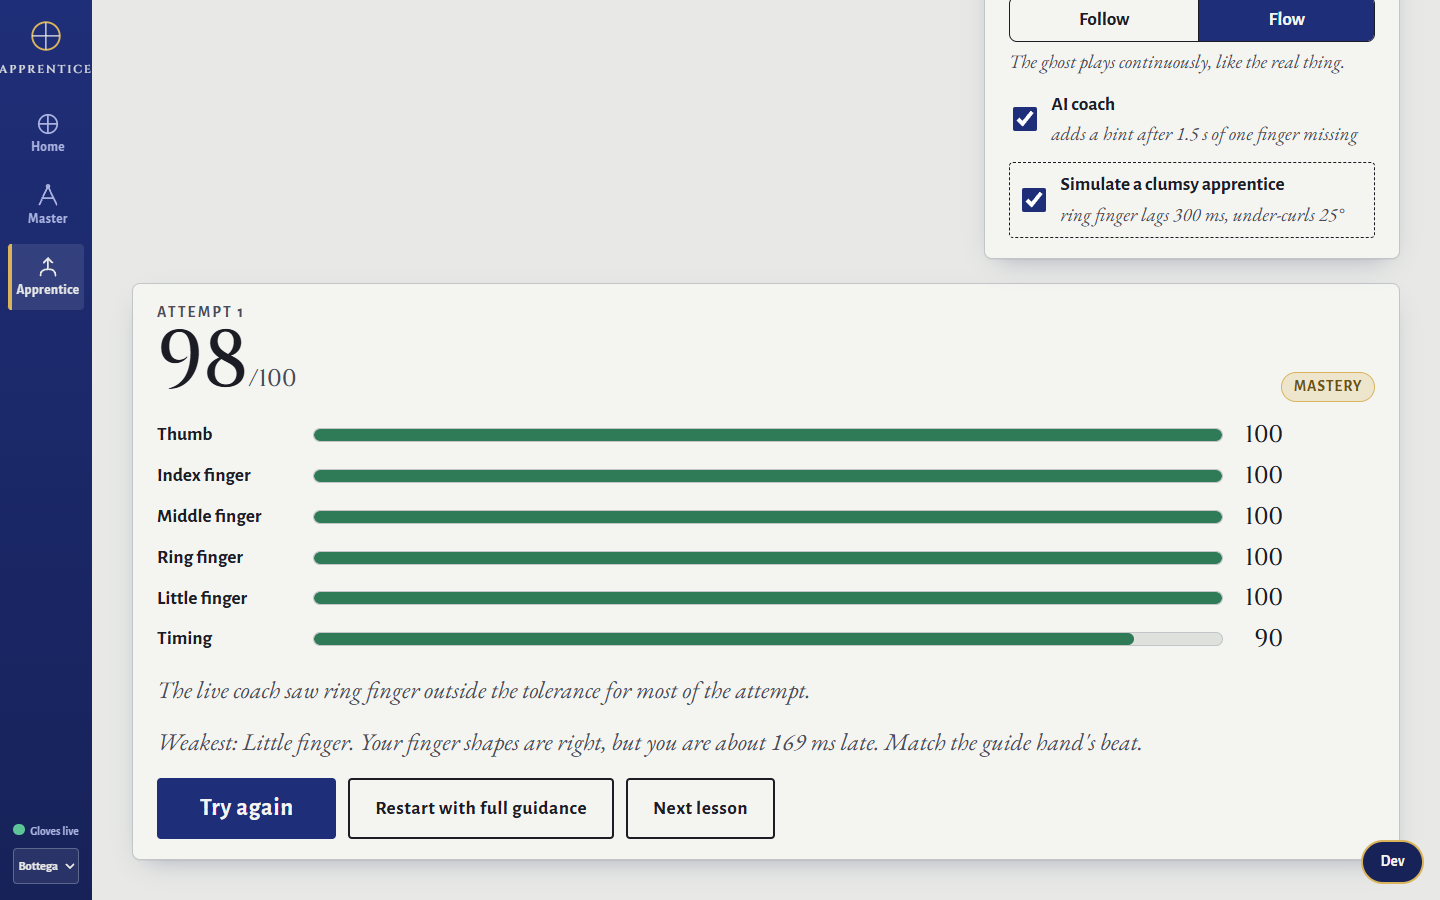 APPRENTICE
Home
Master
Apprentice
Gloves live
Bottega
Follow
Flow
The ghost plays continuously, like the real thing.
AI coach
adds a hint after 1.5 s of one finger missing
Simulate a clumsy apprentice
ring finger lags 300 ms, under-curls 25°
ATTEMPT 1
98/100
MASTERY
Thumb 100
Index finger 100
Middle finger 100
Ring finger 100
Little finger 100
Timing 90
The live coach saw ring finger outside the tolerance for most of the attempt.
Weakest: Little finger. Your finger shapes are right, but you are about 169 ms late. Match the guide hand's beat.
Try again
Restart with full guidance
Next lesson
Dev